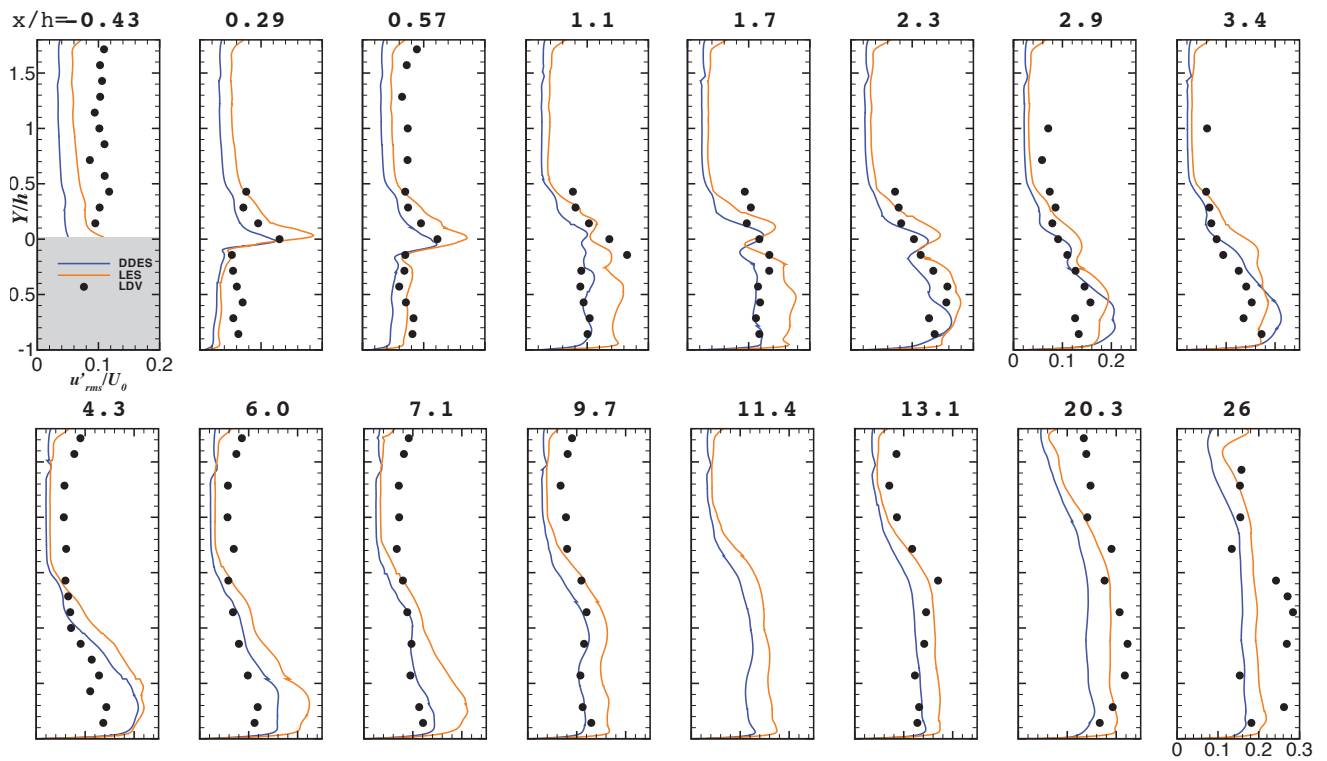 x/h=-0.43 0.29 0.57 1.1 1.7 2.3 2.9 3.4
1.5
1
0.5
Y/h
0
DDES
LES
LDV
0.5
-1
0 0.1 0.2 0 0.1 0.2
u'rms/U0
4.3 6.0 7.1 9.7 11.4 13.1 20.3 26
0 0.1 0.2 0.3